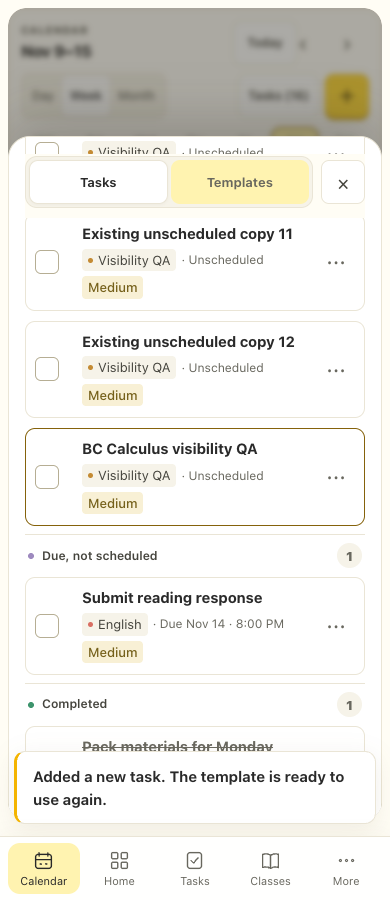 CALENDAR
Nov 9–15
Today
Day Week Month
Tasks (16)
Visibility QA · Unscheduled
Tasks Templates
Existing unscheduled copy 11
Visibility QA · Unscheduled
Medium
Existing unscheduled copy 12
Visibility QA · Unscheduled
Medium
BC Calculus visibility QA
Visibility QA · Unscheduled
Medium
Due, not scheduled 1
Submit reading response
English · Due Nov 14 · 8:00 PM
Medium
Completed 1
Pack materials for Monday
Added a new task. The template is ready to
use again.
Calendar Home Tasks Classes More